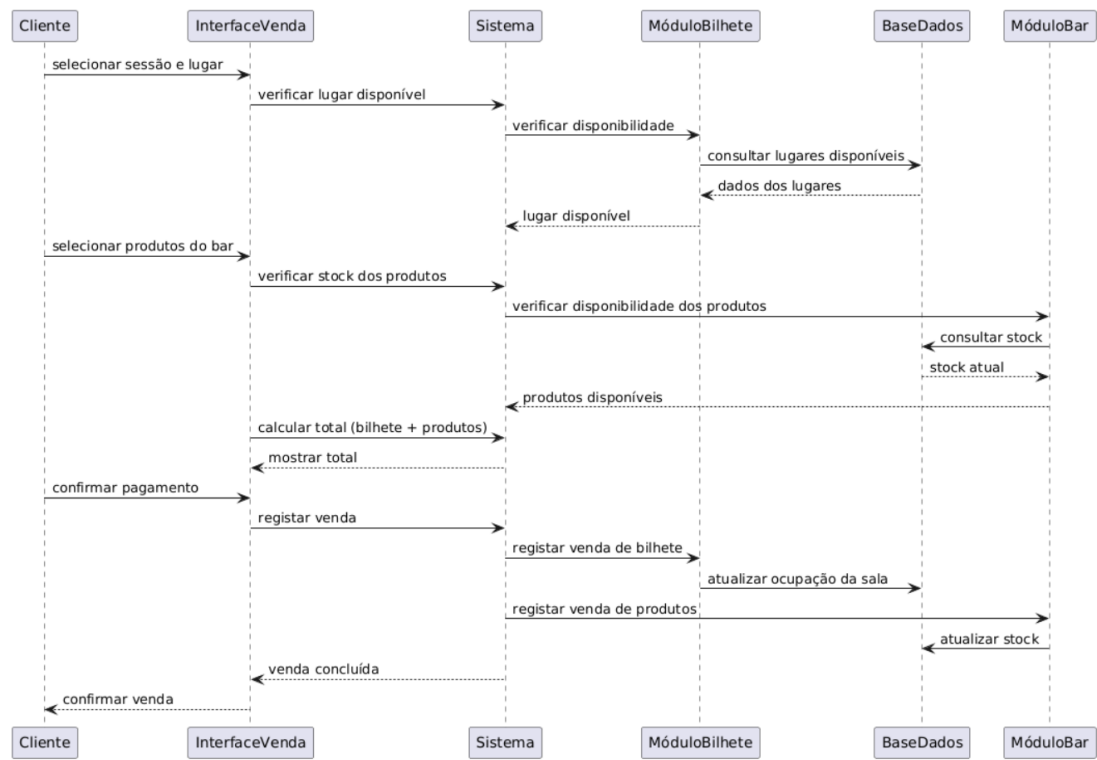 Cliente
InterfaceVenda
Sistema
MóduloBilhete
BaseDados
MóduloBar
selecionar sessão e lugar
verificar lugar disponível
verificar disponibilidade
consultar lugares disponíveis
dados dos lugares
lugar disponível
selecionar produtos do bar
verificar stock dos produtos
verificar disponibilidade dos produtos
consultar stock
stock atual
produtos disponíveis
calcular total (bilhete + produtos)
mostrar total
confirmar pagamento
registar venda
registar venda de bilhete
atualizar ocupação da sala
registar venda de produtos
atualizar stock
venda concluída
confirmar venda
Cliente
InterfaceVenda
Sistema
MóduloBilhete
BaseDados
MóduloBar